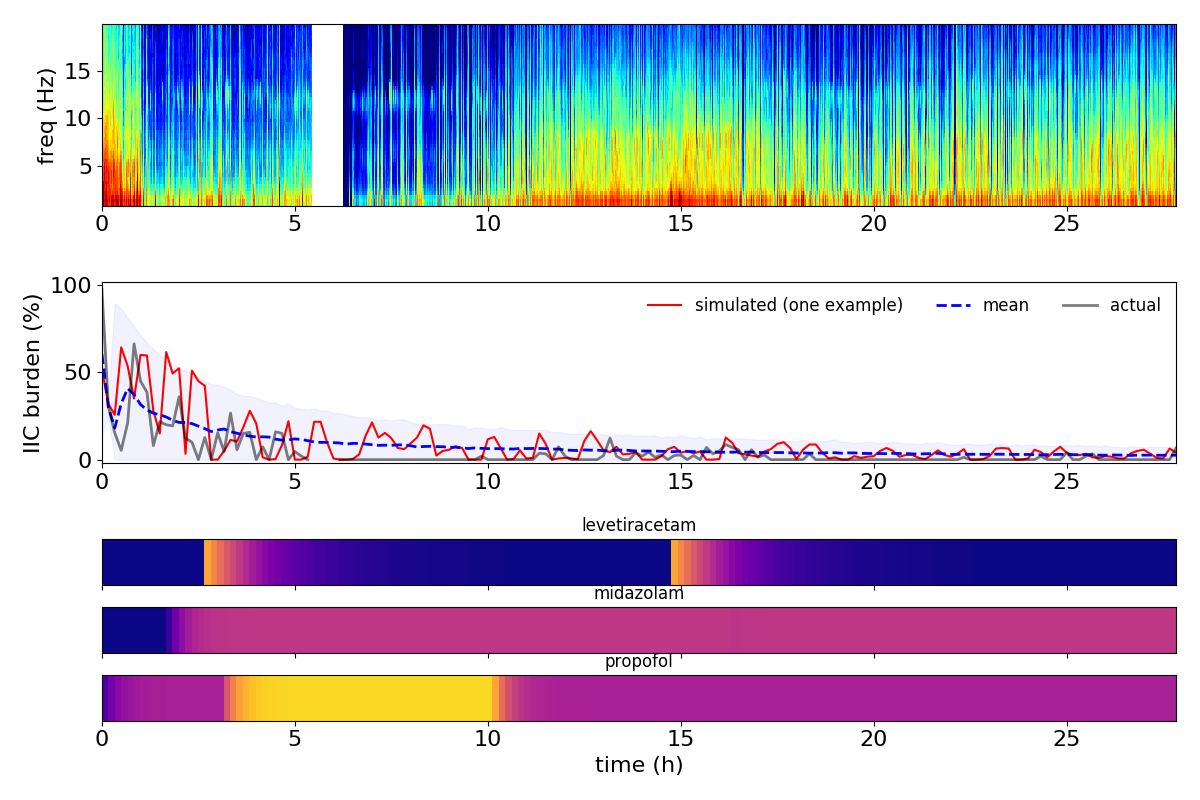 freq (Hz)
15
10
5
0 5 10 15 20 25
IIC burden (%)
100
50
0
simulated (one example) mean actual
0 5 10 15 20 25
levetiracetam
midazolam
propofol
0 5 10 15 20 25
time (h)